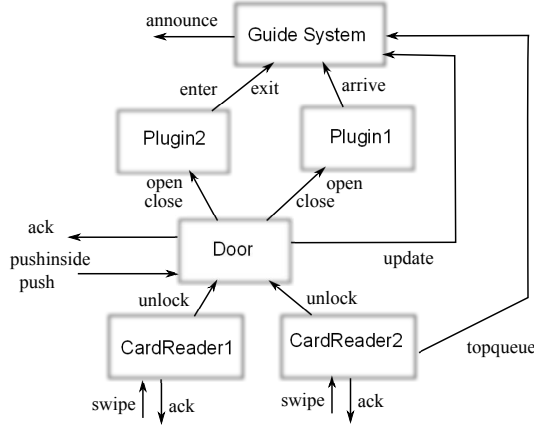 announce
Guide System
enter
exit
arrive
Plugin2
Plugin1
open
close
open
close
ack
Door
pushinside
push
update
unlock
unlock
CardReader1
CardReader2
topqueue
swipe
ack
swipe
ack